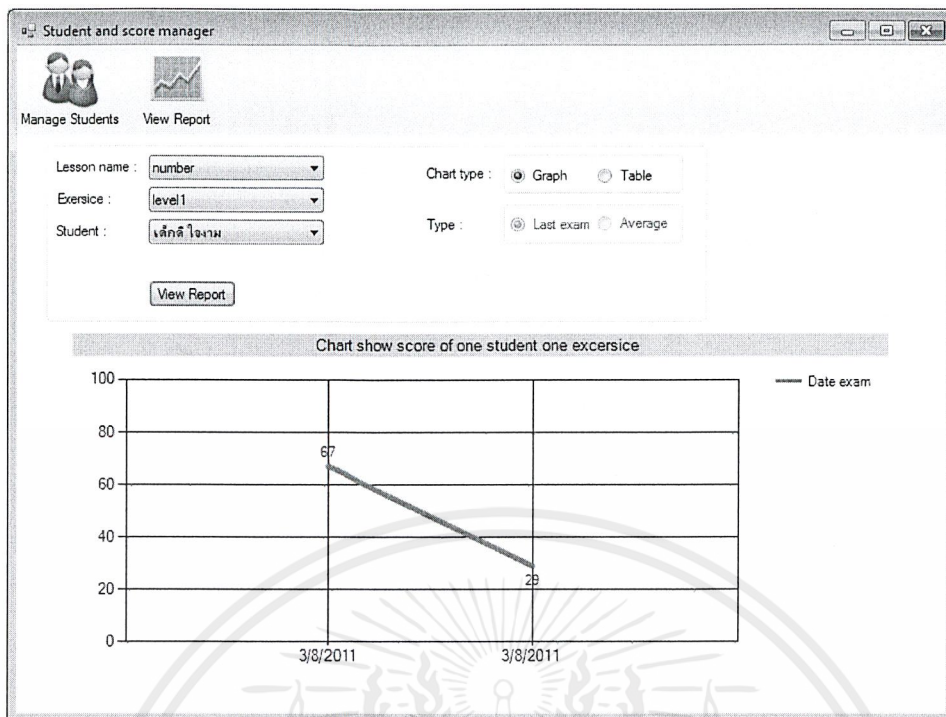 Student and score manager
Manage Students View Report
Lesson name : number
Exersice : level1
Student : เด็กดี ใจงาม
Chart type : Graph Table
Type : Last exam Average
View Report
Chart show score of one student one excersice
100
80
60
40
20
0
67
29
3/8/2011 3/8/2011
Date exam